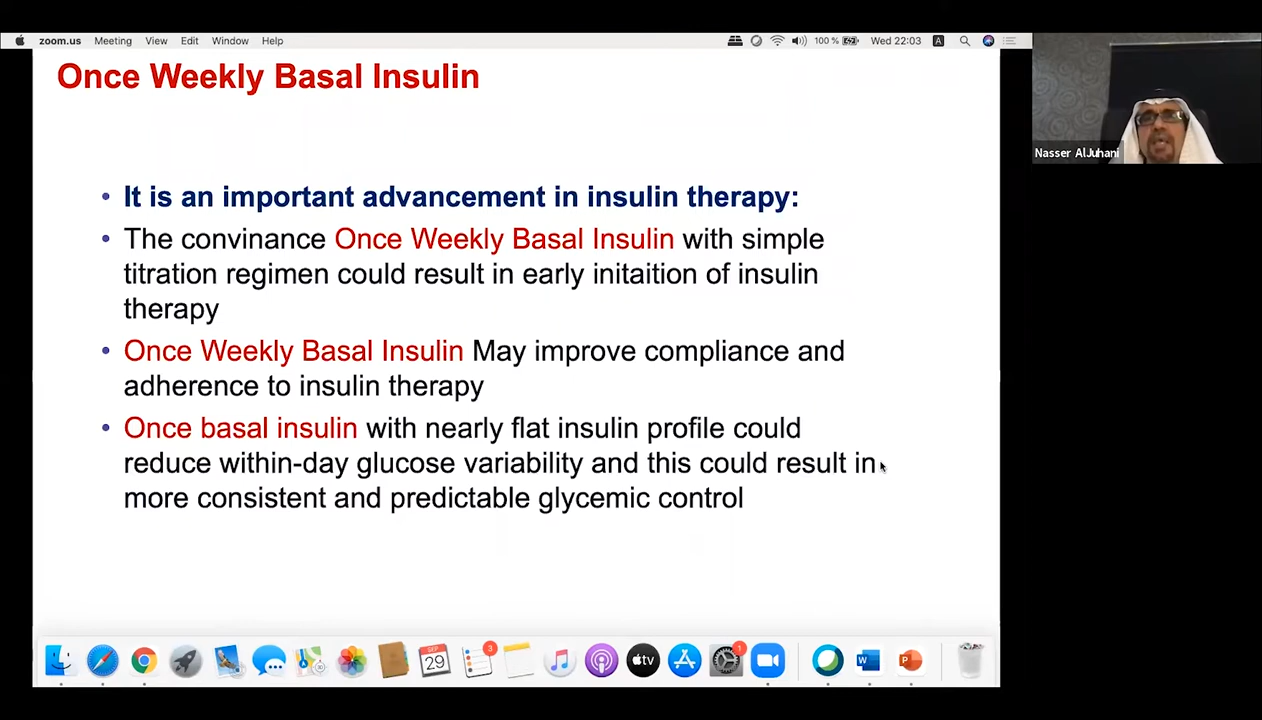 zoom.us Meeting View Edit Window Help 100% Wed 22:03 A
Once Weekly Basal Insulin
Nasser AlJuhani
• It is an important advancement in insulin therapy:
• The convinance Once Weekly Basal Insulin with simple
titration regimen could result in early initaition of insulin
therapy
• Once Weekly Basal Insulin May improve compliance and
adherence to insulin therapy
• Once basal insulin with nearly flat insulin profile could
reduce within-day glucose variability and this could result in
more consistent and predictable glycemic control
SEP
29
3
tv
1
W
P